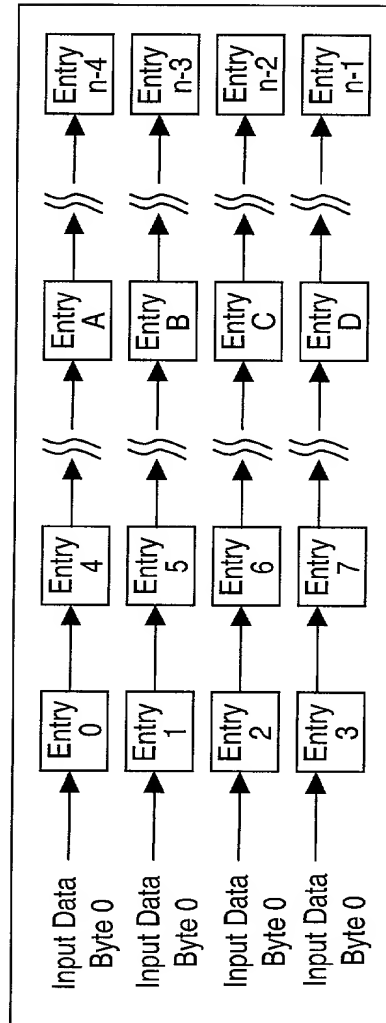 Input Data
Byte 0
Entry
0
Entry
4
Entry
A
Entry
n-4
Input Data
Byte 0
Entry
1
Entry
5
Entry
B
Entry
n-3
Input Data
Byte 0
Entry
2
Entry
6
Entry
C
Entry
n-2
Input Data
Byte 0
Entry
3
Entry
7
Entry
D
Entry
n-1